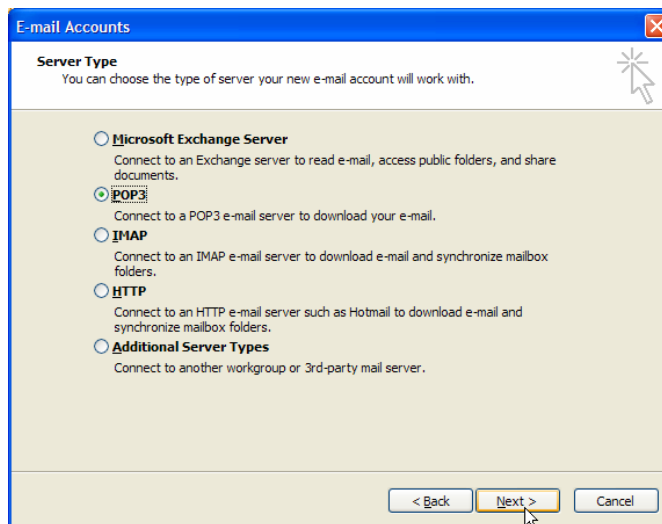 E-mail Accounts
Server Type
You can choose the type of server your new e-mail account will work with.
Microsoft Exchange Server
Connect to an Exchange server to read e-mail, access public folders, and share
documents.
POP3
Connect to a POP3 e-mail server to download your e-mail.
IMAP
Connect to an IMAP e-mail server to download e-mail and synchronize mailbox
folders.
HTTP
Connect to an HTTP e-mail server such as Hotmail to download e-mail and
synchronize mailbox folders.
Additional Server Types
Connect to another workgroup or 3rd-party mail server.
< Back Next > Cancel